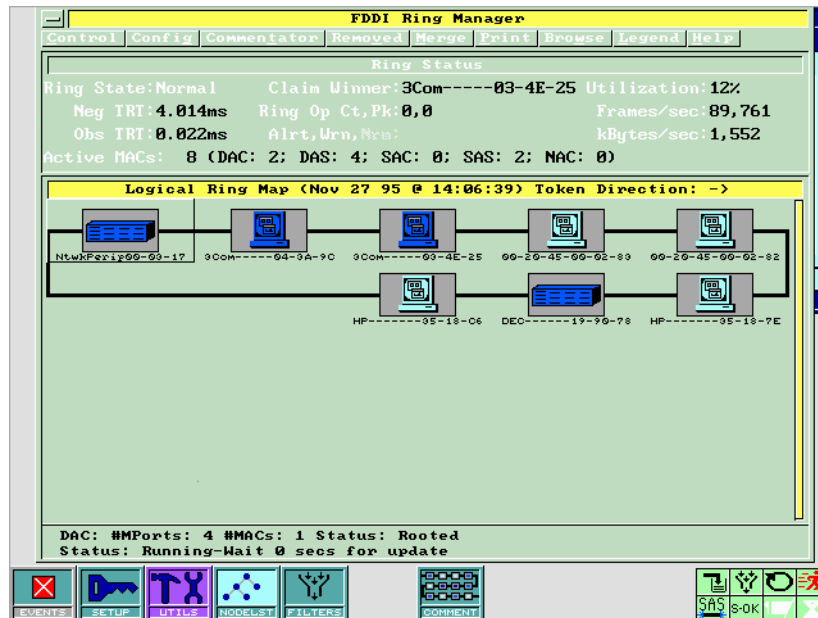 FDDI Ring Manager
Control Config Commentator Removed Merge Print Browse Legend Help
Ring Status
Ring State:Normal Claim Winner:3Com-----03-4E-25 Utilization:12%
Neg TRT:4.014ms Ring Op Ct,Pk:0,0 Frames/sec:89,761
Obs TRT:0.022ms Alrt,Wrn,Nrm: kBytes/sec:1,552
Active MACs: 8 (DAC: 2; DAS: 4; SAC: 0; SAS: 2; NAC: 0)
Logical Ring Map (Nov 27 95 @ 14:06:39) Token Direction: ->
NtwkPerip00-03-17 3Com-----04-3A-9C 3Com-----03-4E-25 00-20-45-00-02-83 00-20-45-00-02-82
HP-------35-18-C6 DEC------19-90-78 HP-------35-18-7E
DAC: #MPorts: 4 #MACs: 1 Status: Rooted
Status: Running-Wait 0 secs for update
EVENTS SETUP UTILS NODELST FILTERS COMMENT
SAS S-OK